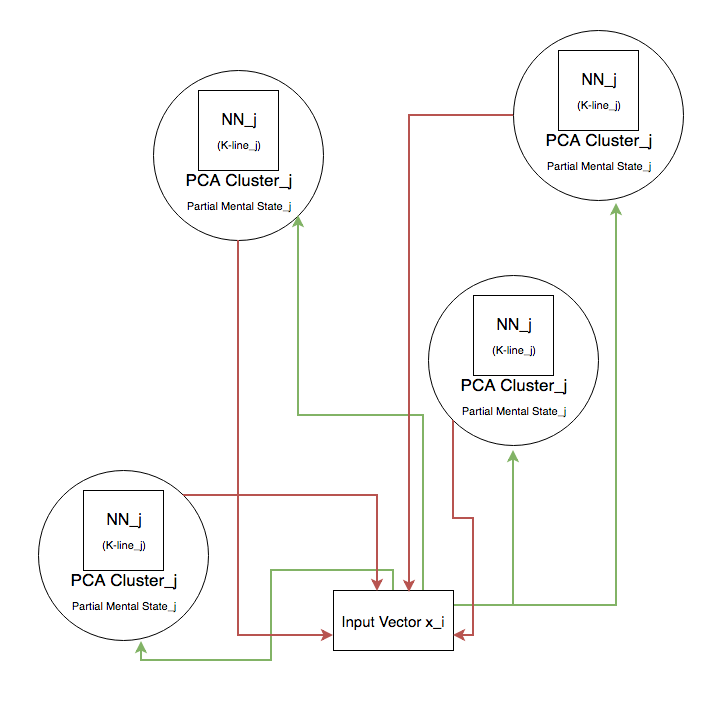 NN_j
(K-line_j)
PCA Cluster_j
Partial Mental State_j
NN_j
(K-line_j)
PCA Cluster_j
Partial Mental State_j
NN_j
(K-line_j)
PCA Cluster_j
Partial Mental State_j
NN_j
(K-line_j)
PCA Cluster_j
Partial Mental State_j
Input Vector x_i